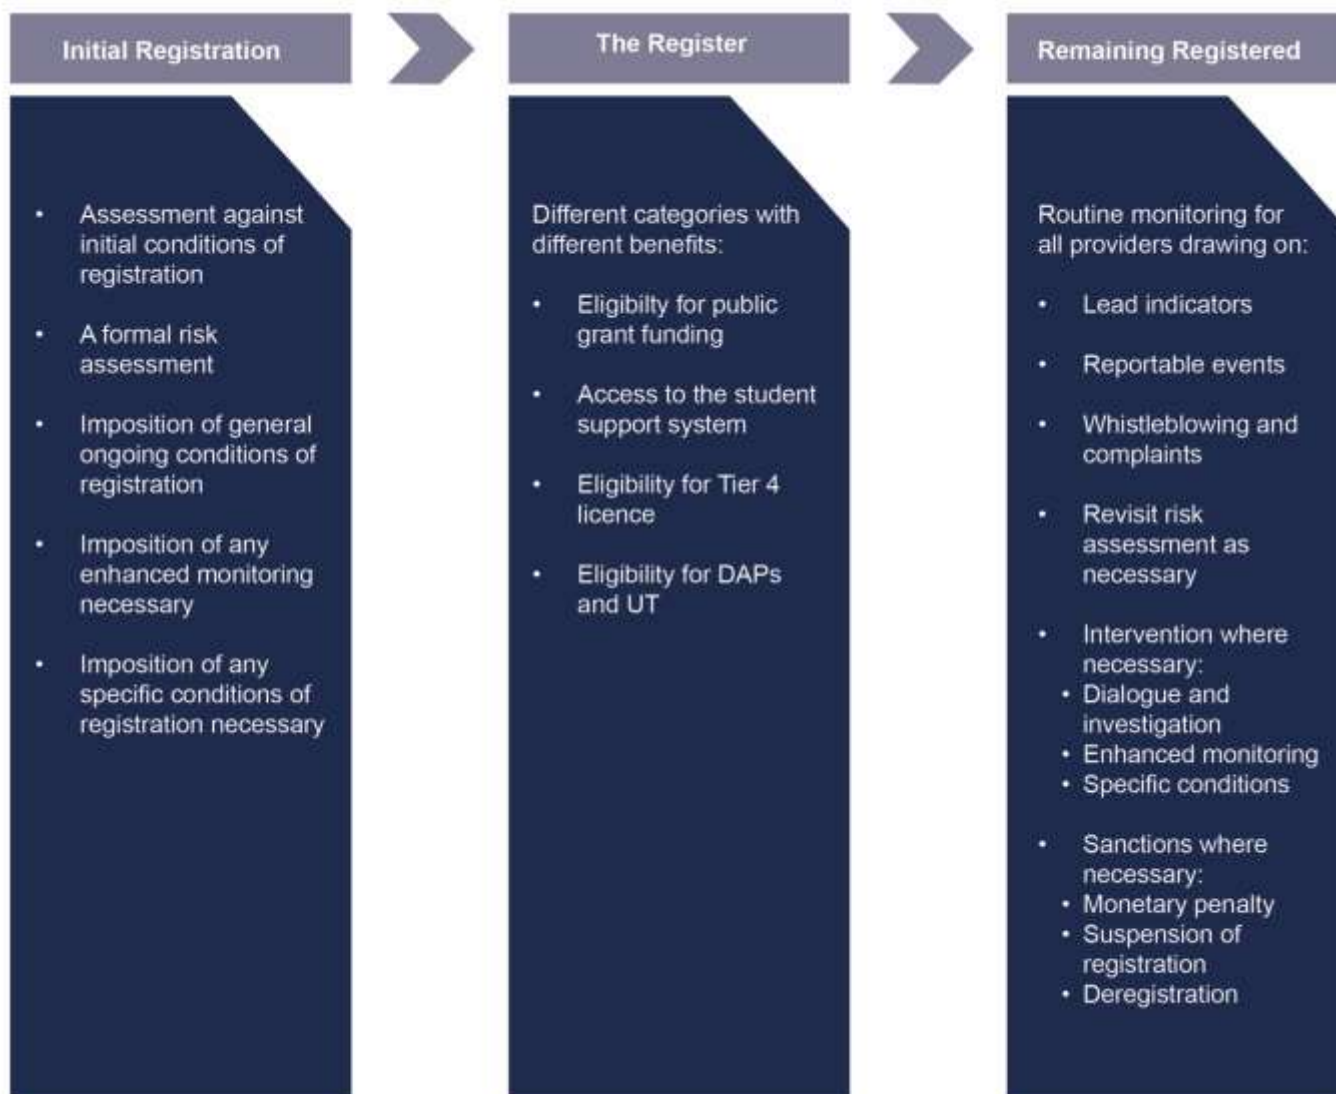 Initial Registration
The Register
Remaining Registered
• Assessment against
initial conditions of
registration
• A formal risk
assessment
• Imposition of general
ongoing conditions of
registration
• Imposition of any
enhanced monitoring
necessary
• Imposition of any
specific conditions of
registration necessary
Different categories with
different benefits:
• Eligibilty for public
grant funding
• Access to the student
support system
• Eligibility for Tier 4
licence
• Eligibility for DAPs
and UT
Routine monitoring for
all providers drawing on:
• Lead indicators
• Reportable events
• Whistleblowing and
complaints
• Revisit risk
assessment as
necessary
• Intervention where
necessary:
• Dialogue and
investigation
• Enhanced monitoring
• Specific conditions
• Sanctions where
necessary:
• Monetary penalty
• Suspension of
registration
• Deregistration